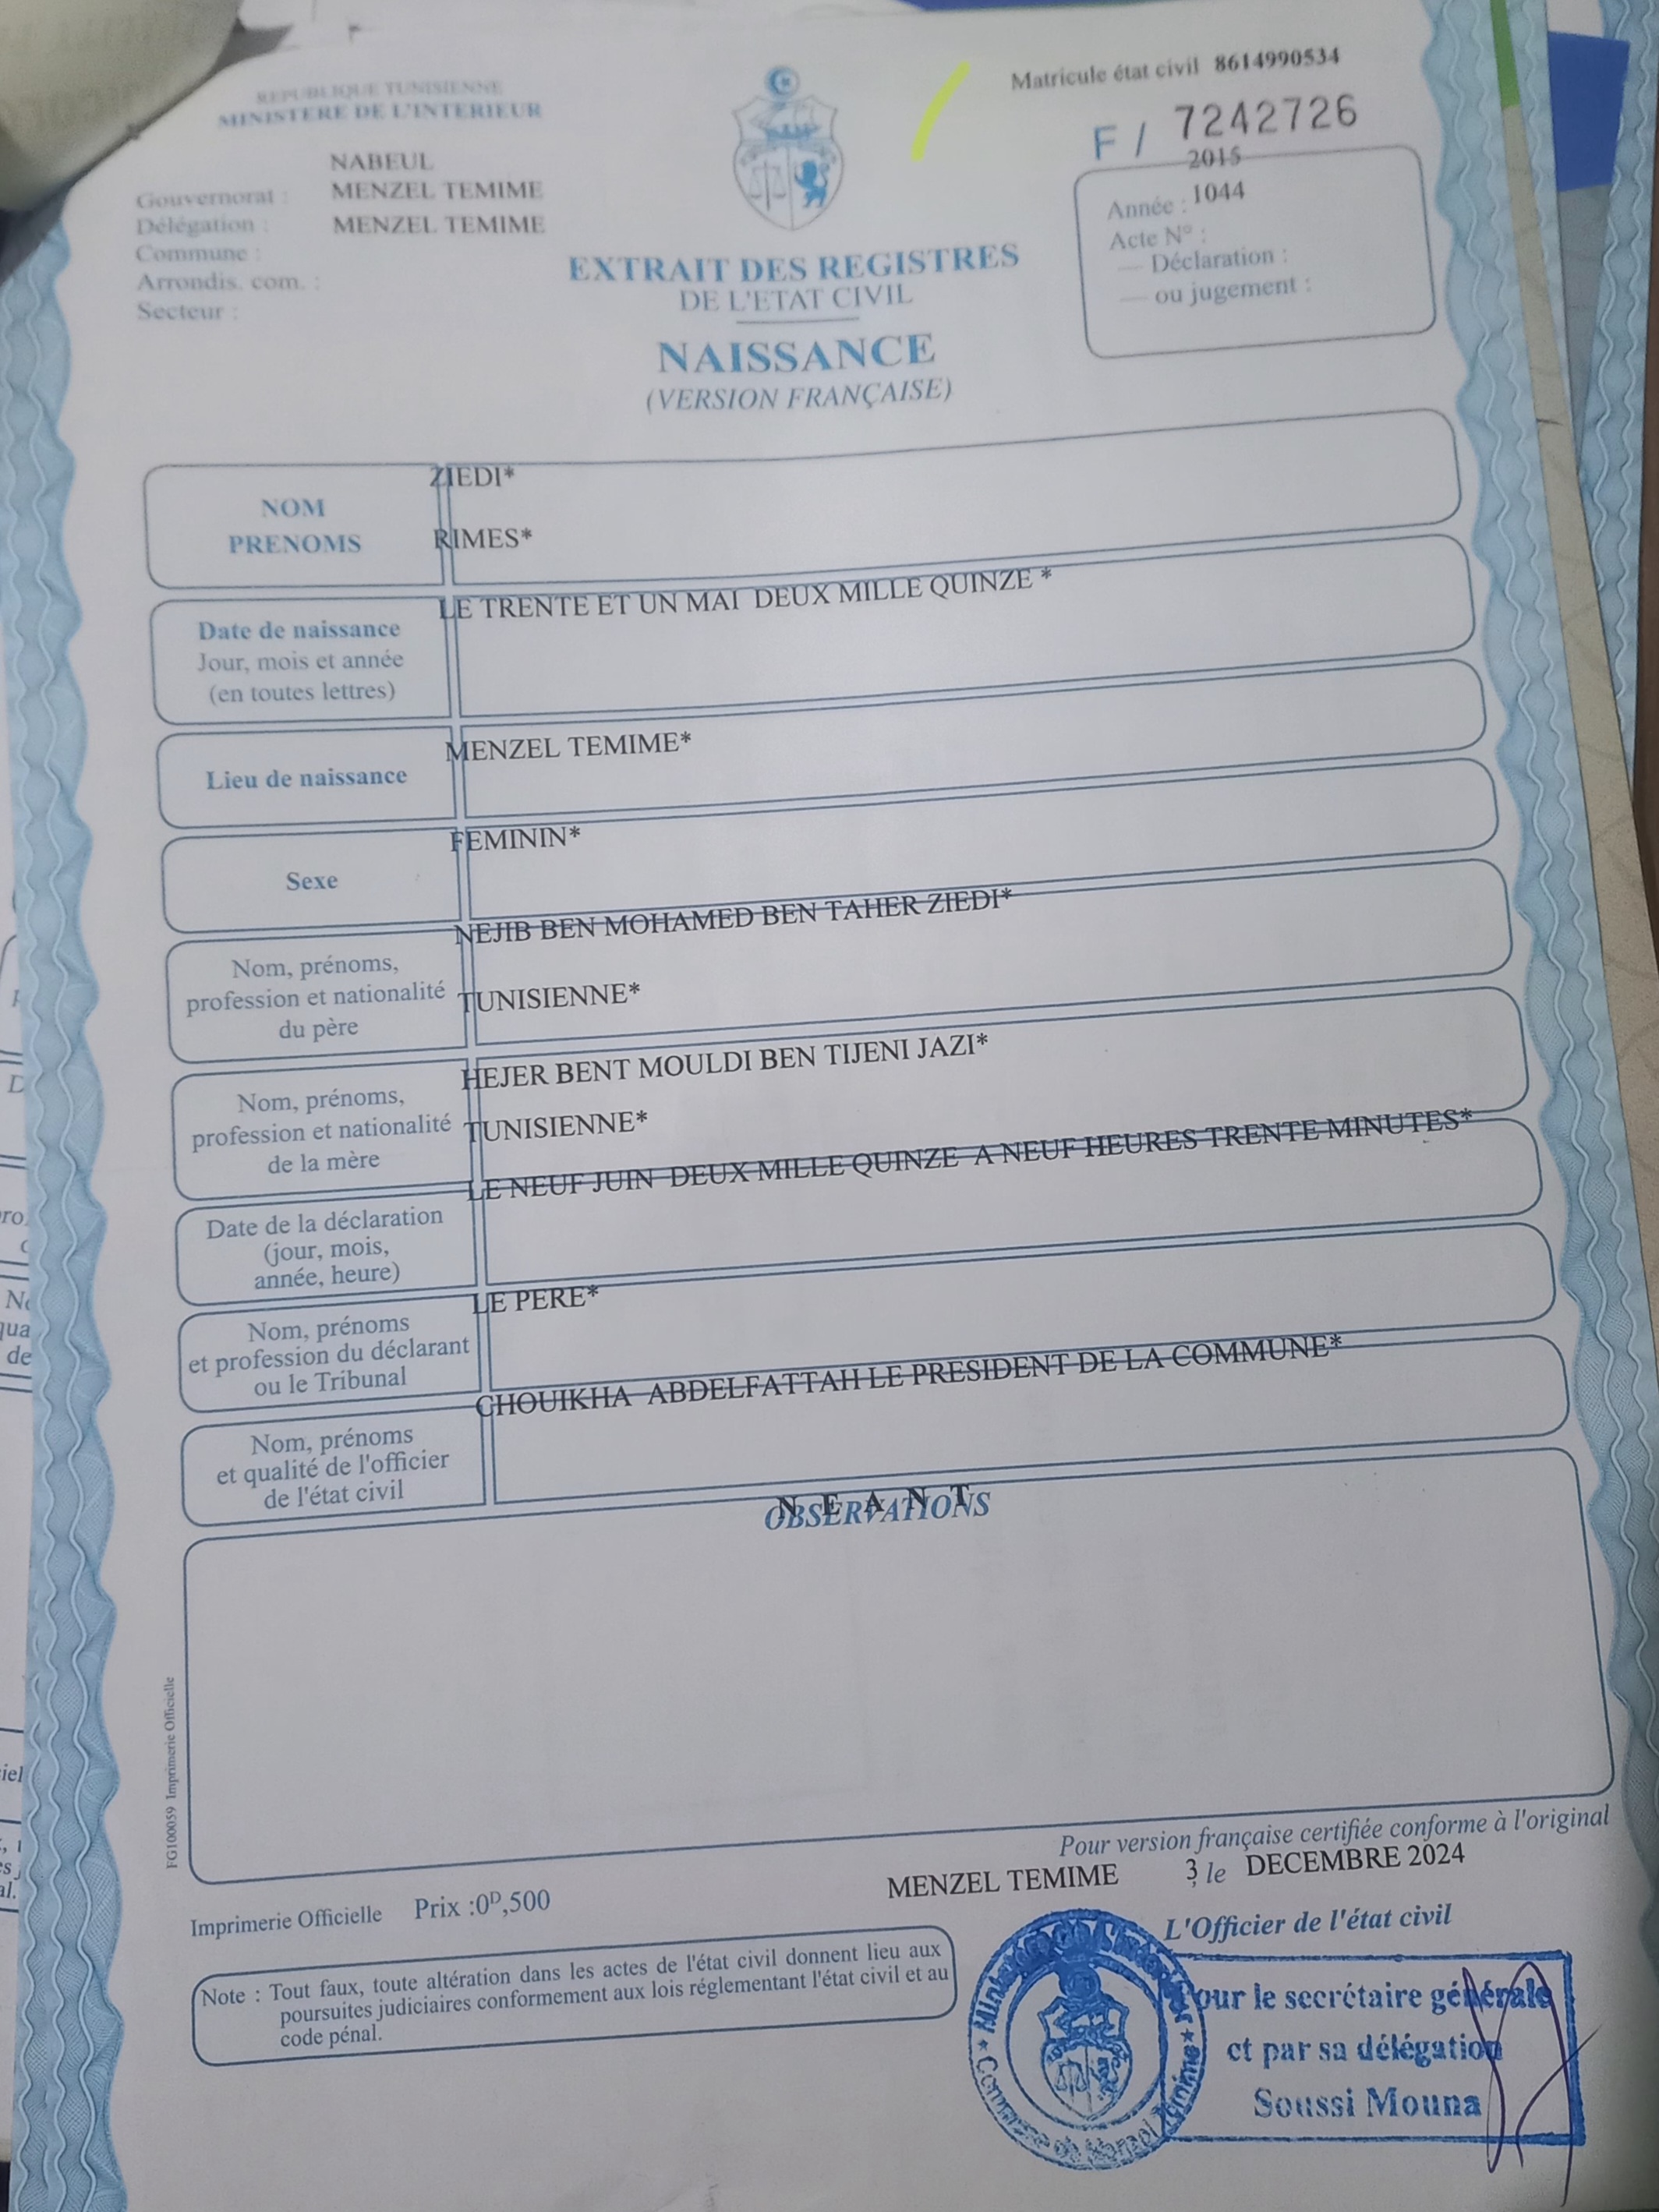 REPUBLIQUE TUNISIENNE
MINISTERE DE L'INTERIEUR
Matricule état civil 8614990534
F / 7242726
NABEUL
MENZEL TEMIME
MENZEL TEMIME
Gouvernorat :
Délégation :
Commune :
Arrondis. com. :
Secteur :
2015
Année : 1044
Acte N° :
— Déclaration :
— ou jugement :
EXTRAIT DES REGISTRES
DE L'ETAT CIVIL
NAISSANCE
(VERSION FRANÇAISE)
NOM
PRENOMS
ZIEDI*
RIMES*
Date de naissance
Jour, mois et année
(en toutes lettres)
LE TRENTE ET UN MAI DEUX MILLE QUINZE *
Lieu de naissance
MENZEL TEMIME*
Sexe
FEMININ*
Nom, prénoms,
profession et nationalité
du père
NEJIB BEN MOHAMED BEN TAHER ZIEDI*
TUNISIENNE*
Nom, prénoms,
profession et nationalité
de la mère
HEJER BENT MOULDI BEN TIJENI JAZI*
TUNISIENNE*
Date de la déclaration
(jour, mois,
année, heure)
LE NEUF JUIN DEUX MILLE QUINZE A NEUF HEURES TRENTE MINUTES*
Nom, prénoms
et profession du déclarant
ou le Tribunal
LE PERE*
Nom, prénoms
et qualité de l'officier
de l'état civil
CHOUIKHA ABDELFATTAH LE PRESIDENT DE LA COMMUNE*
OBSERVATIONS
N E A N T
FG100059 Imprimerie Officielle
Pour version française certifiée conforme à l'original
MENZEL TEMIME 3, le DECEMBRE 2024
Imprimerie Officielle Prix :0ᴰ,500
L'Officier de l'état civil
Note : Tout faux, toute altération dans les actes de l'état civil donnent lieu aux
poursuites judiciaires conformement aux lois réglementant l'état civil et au
code pénal.
Ministère de l'Intérieur
Commune de Menzel Temime
Pour le secrétaire générale
et par sa délégation
Soussi Mouna